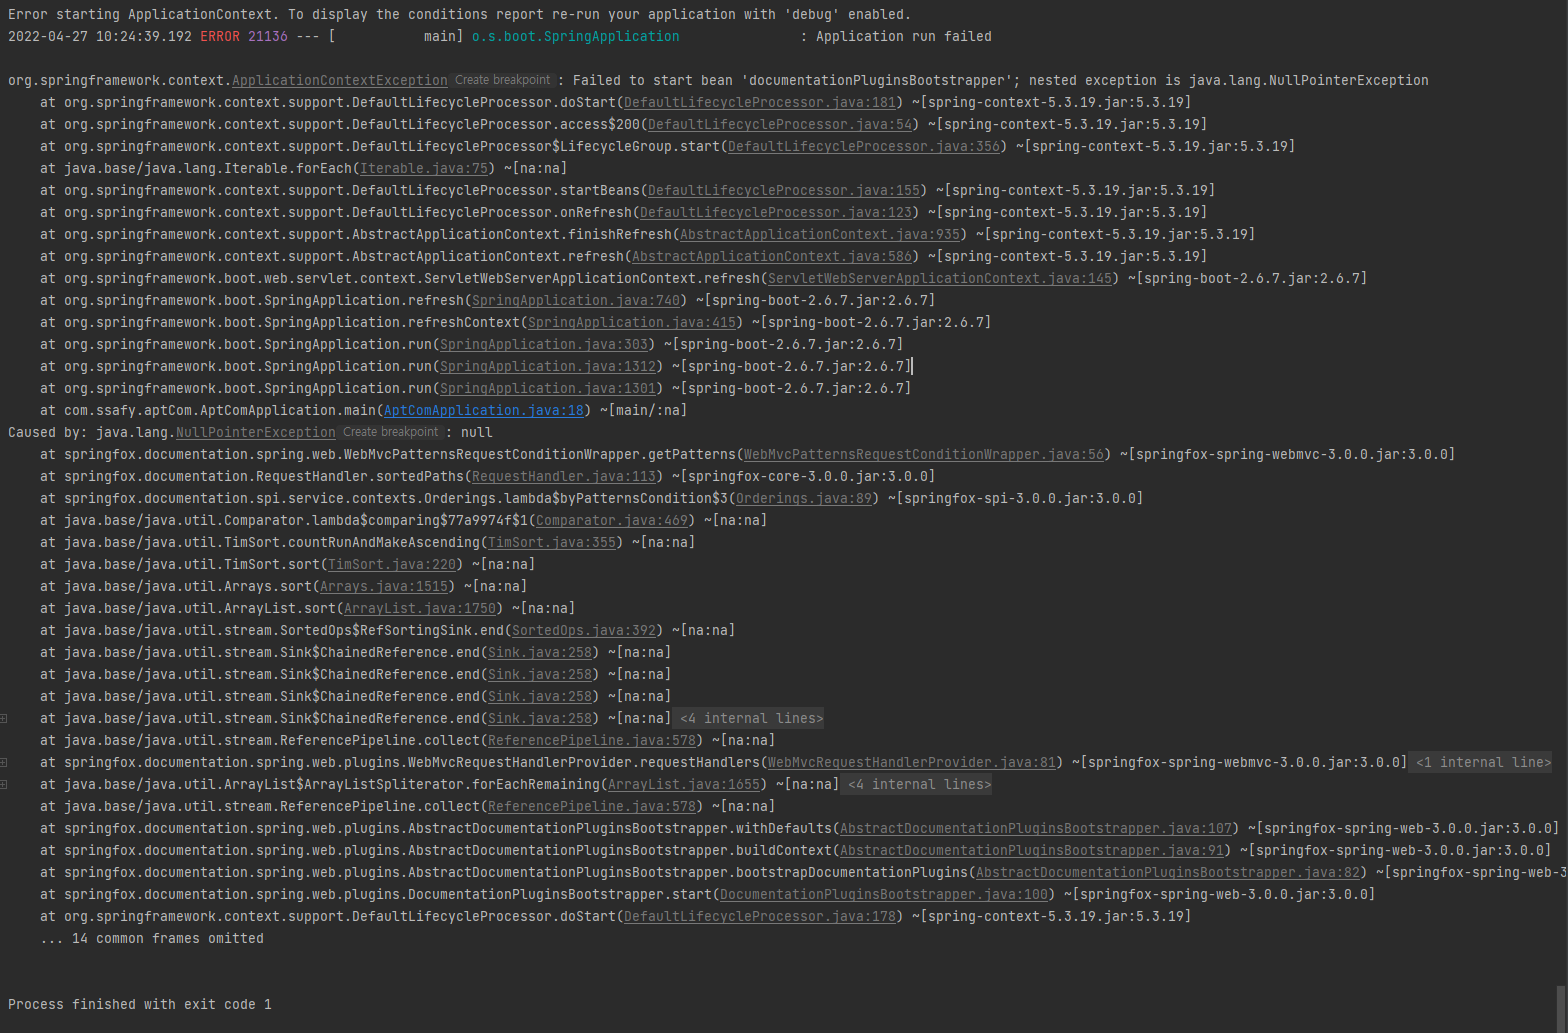 Error starting ApplicationContext. To display the conditions report re-run your application with 'debug' enabled.
2022-04-27 10:24:39.192 ERROR 21136 --- [           main] o.s.boot.SpringApplication               : Application run failed
org.springframework.context.ApplicationContextException Create breakpoint : Failed to start bean 'documentationPluginsBootstrapper'; nested exception is java.lang.NullPointerException
at org.springframework.context.support.DefaultLifecycleProcessor.doStart(DefaultLifecycleProcessor.java:181) ~[spring-context-5.3.19.jar:5.3.19]
at org.springframework.context.support.DefaultLifecycleProcessor.access$200(DefaultLifecycleProcessor.java:54) ~[spring-context-5.3.19.jar:5.3.19]
at org.springframework.context.support.DefaultLifecycleProcessor$LifecycleGroup.start(DefaultLifecycleProcessor.java:356) ~[spring-context-5.3.19.jar:5.3.19]
at java.base/java.lang.Iterable.forEach(Iterable.java:75) ~[na:na]
at org.springframework.context.support.DefaultLifecycleProcessor.startBeans(DefaultLifecycleProcessor.java:155) ~[spring-context-5.3.19.jar:5.3.19]
at org.springframework.context.support.DefaultLifecycleProcessor.onRefresh(DefaultLifecycleProcessor.java:123) ~[spring-context-5.3.19.jar:5.3.19]
at org.springframework.context.support.AbstractApplicationContext.finishRefresh(AbstractApplicationContext.java:935) ~[spring-context-5.3.19.jar:5.3.19]
at org.springframework.context.support.AbstractApplicationContext.refresh(AbstractApplicationContext.java:586) ~[spring-context-5.3.19.jar:5.3.19]
at org.springframework.boot.web.servlet.context.ServletWebServerApplicationContext.refresh(ServletWebServerApplicationContext.java:145) ~[spring-boot-2.6.7.jar:2.6.7]
at org.springframework.boot.SpringApplication.refresh(SpringApplication.java:740) ~[spring-boot-2.6.7.jar:2.6.7]
at org.springframework.boot.SpringApplication.refreshContext(SpringApplication.java:415) ~[spring-boot-2.6.7.jar:2.6.7]
at org.springframework.boot.SpringApplication.run(SpringApplication.java:303) ~[spring-boot-2.6.7.jar:2.6.7]
at org.springframework.boot.SpringApplication.run(SpringApplication.java:1312) ~[spring-boot-2.6.7.jar:2.6.7]
at org.springframework.boot.SpringApplication.run(SpringApplication.java:1301) ~[spring-boot-2.6.7.jar:2.6.7]
at com.ssafy.aptCom.AptComApplication.main(AptComApplication.java:18) ~[main/:na]
Caused by: java.lang.NullPointerException Create breakpoint : null
at springfox.documentation.spring.web.WebMvcPatternsRequestConditionWrapper.getPatterns(WebMvcPatternsRequestConditionWrapper.java:56) ~[springfox-spring-webmvc-3.0.0.jar:3.0.0]
at springfox.documentation.RequestHandler.sortedPaths(RequestHandler.java:113) ~[springfox-core-3.0.0.jar:3.0.0]
at springfox.documentation.spi.service.contexts.Orderings.lambda$byPatternsCondition$3(Orderings.java:89) ~[springfox-spi-3.0.0.jar:3.0.0]
at java.base/java.util.Comparator.lambda$comparing$77a9974f$1(Comparator.java:469) ~[na:na]
at java.base/java.util.TimSort.countRunAndMakeAscending(TimSort.java:355) ~[na:na]
at java.base/java.util.TimSort.sort(TimSort.java:220) ~[na:na]
at java.base/java.util.Arrays.sort(Arrays.java:1515) ~[na:na]
at java.base/java.util.ArrayList.sort(ArrayList.java:1750) ~[na:na]
at java.base/java.util.stream.SortedOps$RefSortingSink.end(SortedOps.java:392) ~[na:na]
at java.base/java.util.stream.Sink$ChainedReference.end(Sink.java:258) ~[na:na]
at java.base/java.util.stream.Sink$ChainedReference.end(Sink.java:258) ~[na:na]
at java.base/java.util.stream.Sink$ChainedReference.end(Sink.java:258) ~[na:na]
at java.base/java.util.stream.Sink$ChainedReference.end(Sink.java:258) ~[na:na] <4 internal lines>
at java.base/java.util.stream.ReferencePipeline.collect(ReferencePipeline.java:578) ~[na:na]
at springfox.documentation.spring.web.plugins.WebMvcRequestHandlerProvider.requestHandlers(WebMvcRequestHandlerProvider.java:81) ~[springfox-spring-webmvc-3.0.0.jar:3.0.0] <1 internal line>
at java.base/java.util.ArrayList$ArrayListSpliterator.forEachRemaining(ArrayList.java:1655) ~[na:na] <4 internal lines>
at java.base/java.util.stream.ReferencePipeline.collect(ReferencePipeline.java:578) ~[na:na]
at springfox.documentation.spring.web.plugins.AbstractDocumentationPluginsBootstrapper.withDefaults(AbstractDocumentationPluginsBootstrapper.java:107) ~[springfox-spring-web-3.0.0.jar:3.0.0]
at springfox.documentation.spring.web.plugins.AbstractDocumentationPluginsBootstrapper.buildContext(AbstractDocumentationPluginsBootstrapper.java:91) ~[springfox-spring-web-3.0.0.jar:3.0.0]
at springfox.documentation.spring.web.plugins.AbstractDocumentationPluginsBootstrapper.bootstrapDocumentationPlugins(AbstractDocumentationPluginsBootstrapper.java:82) ~[springfox-spring-web-3
at springfox.documentation.spring.web.plugins.DocumentationPluginsBootstrapper.start(DocumentationPluginsBootstrapper.java:100) ~[springfox-spring-web-3.0.0.jar:3.0.0]
at org.springframework.context.support.DefaultLifecycleProcessor.doStart(DefaultLifecycleProcessor.java:178) ~[spring-context-5.3.19.jar:5.3.19]
... 14 common frames omitted
Process finished with exit code 1